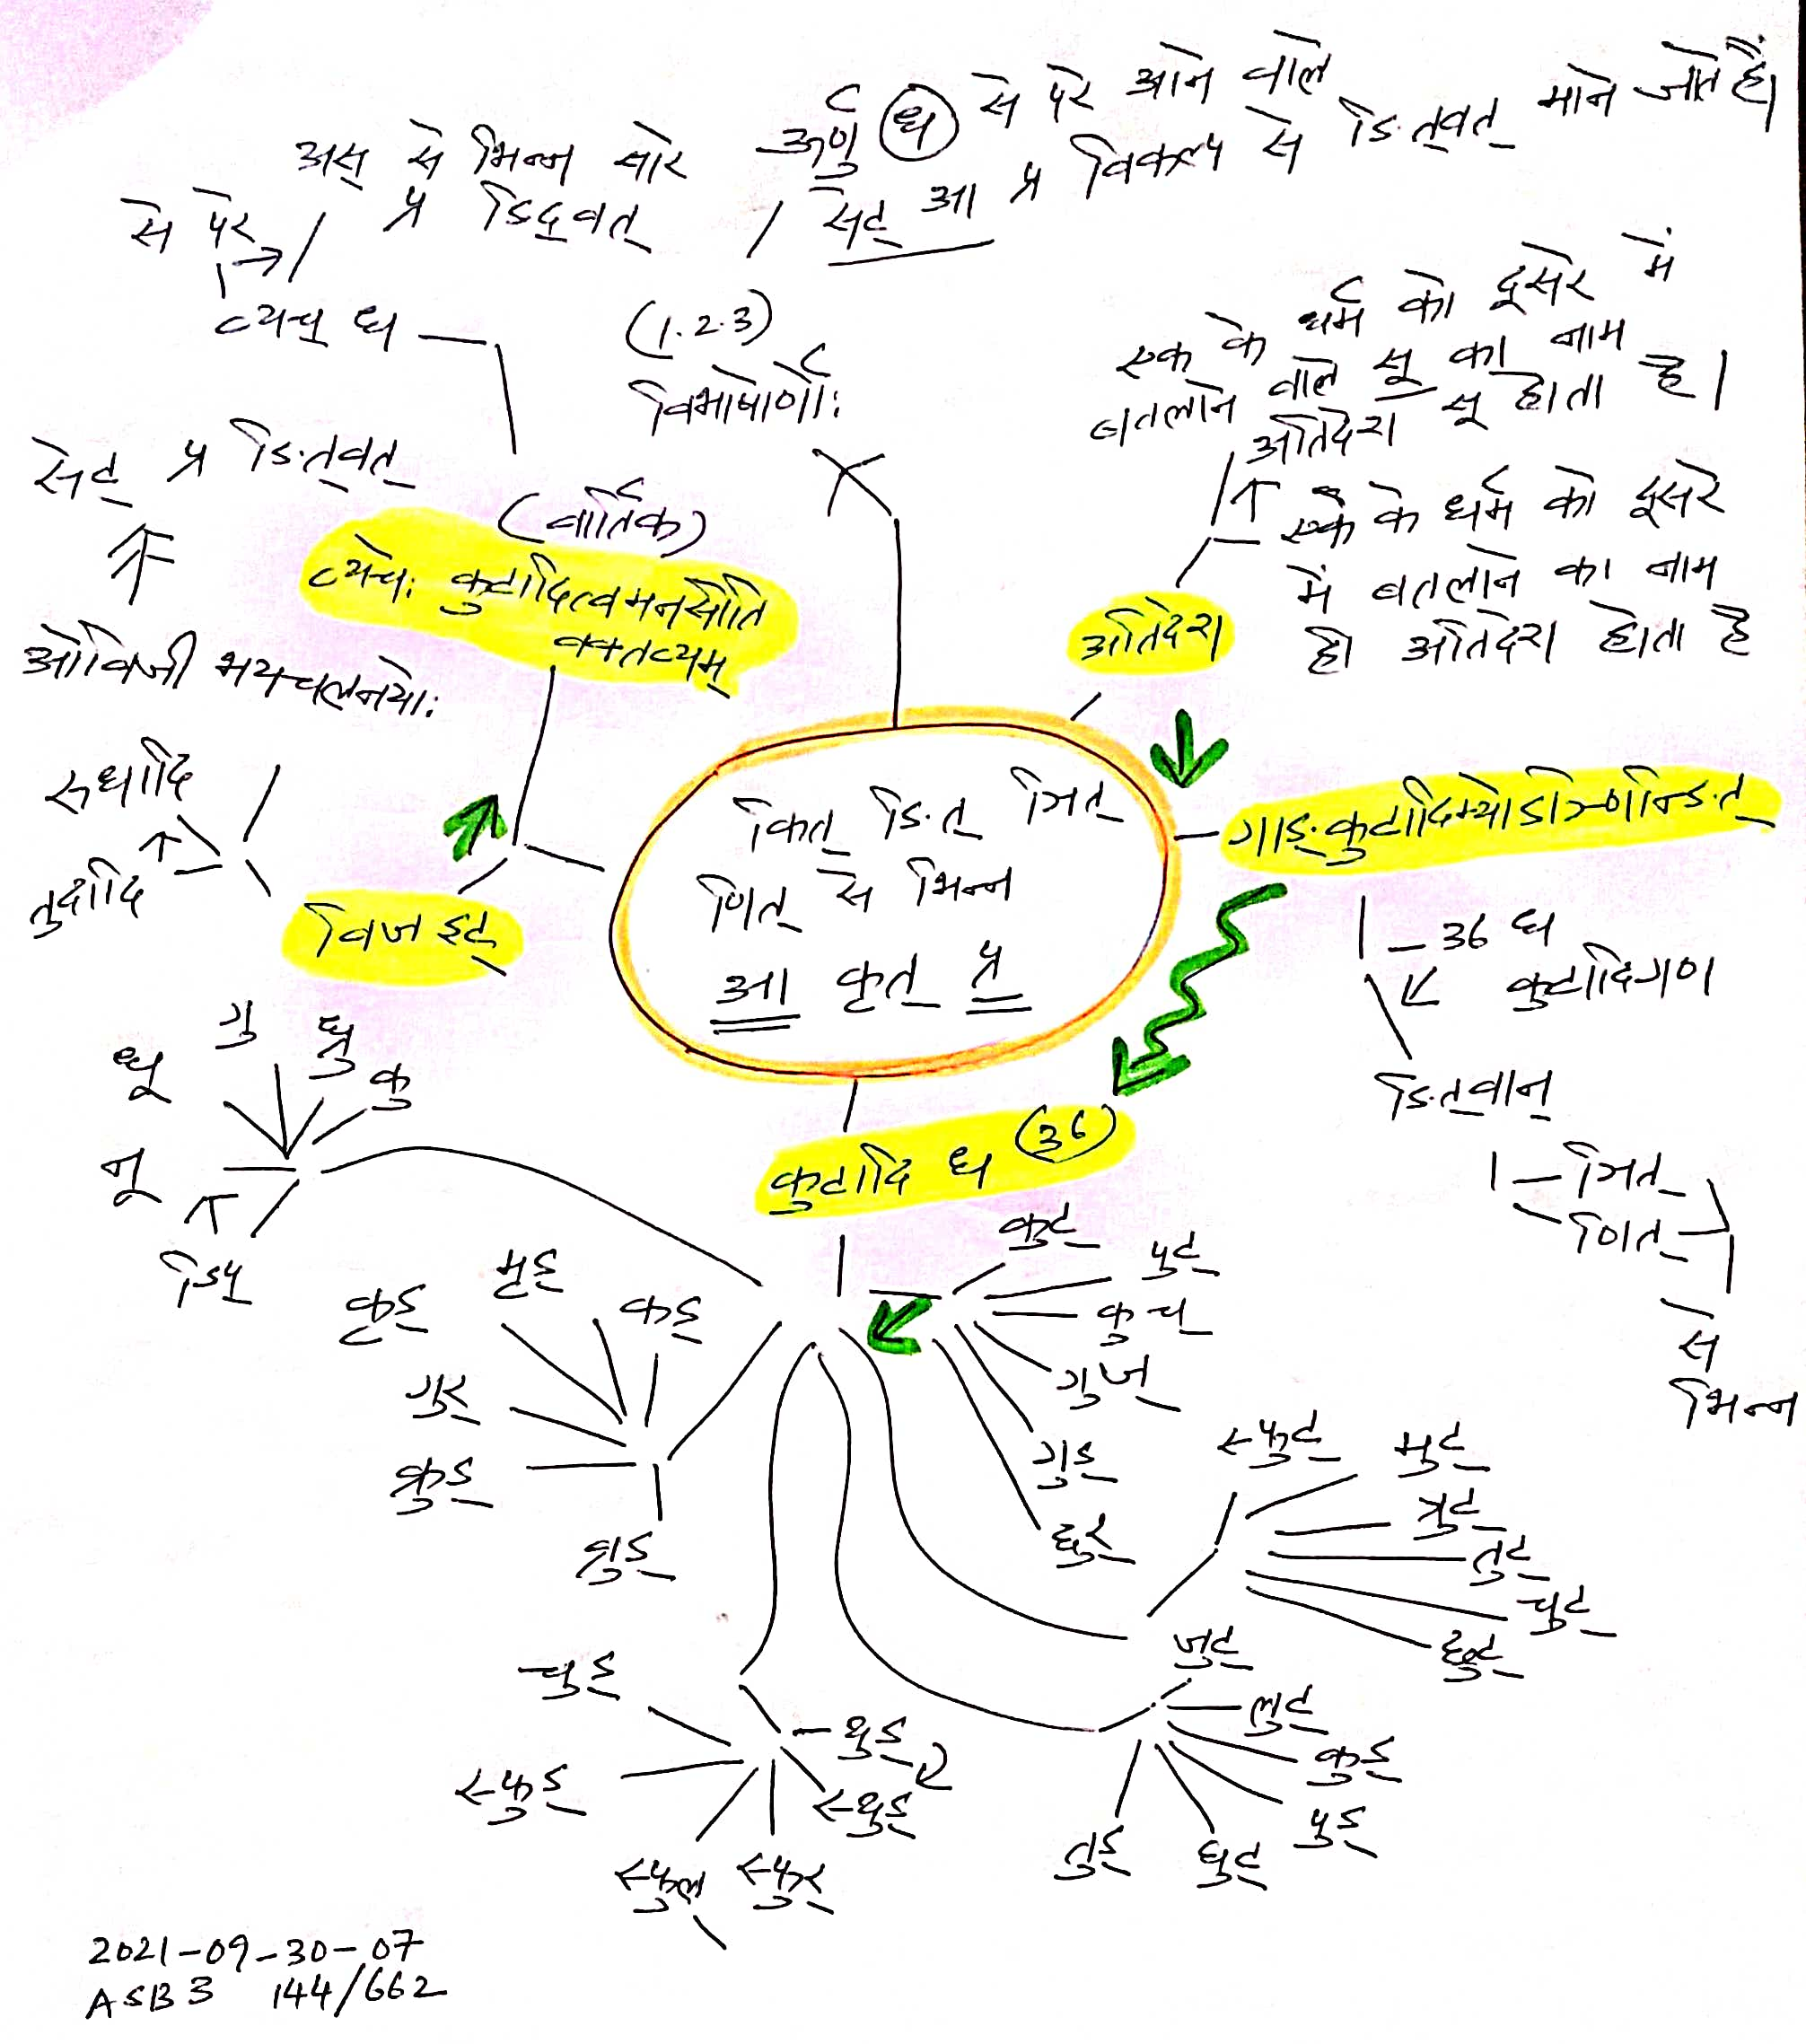 अस् से भिन्न और
ऊर्णु ध से परे आने वाले
से परे प्र ङिद्वत्
सेट् आ प्र विकल्प से ङित्वत् माने जाते हैं।
व्यच् ध
(1.2.3)
विभाषोर्णोः
एक के धर्म को दूसरे में
बतलाने वाले सू का नाम
अतिदेश सू होता है।
सेट् प्र ङित्वत्
(वार्तिक)
व्यचेः कुटादित्वमनसीति
वक्तव्यम्
एक के धर्म को दूसरे
में बतलाने का नाम
ही अतिदेश होता है
अतिदेश
ओविजी भयचलनयोः
रुधादि
तुदादि
विज इट्
कित् ङित् ञित्
णित् से भिन्न
आ कृत् प्र
गाङ्कुटादिभ्योऽञ्णिन्ङित्
36 ध
कुटादिगण
ङित्वान्
ञित्
णित्
से
भिन्न
गु
ध्रु
कु
धू
नू
डिप्
कुटादि ध (36)
कुट्
पुट्
कुच्
गुज्
गुड्
छुर्
कृड्
मृड्
कड्
गुर्
क्रुड्
थुड्
स्फुट्
मुट्
त्रुट्
तुट्
चुट्
छुट्
जुट्
लुट्
कुड्
पुड्
घुट्
तुड्
चुड्
थुड्
स्थुड्
स्फुड्
स्फुर्
स्फुल्
2021-09-30-07
ASB3 144/662